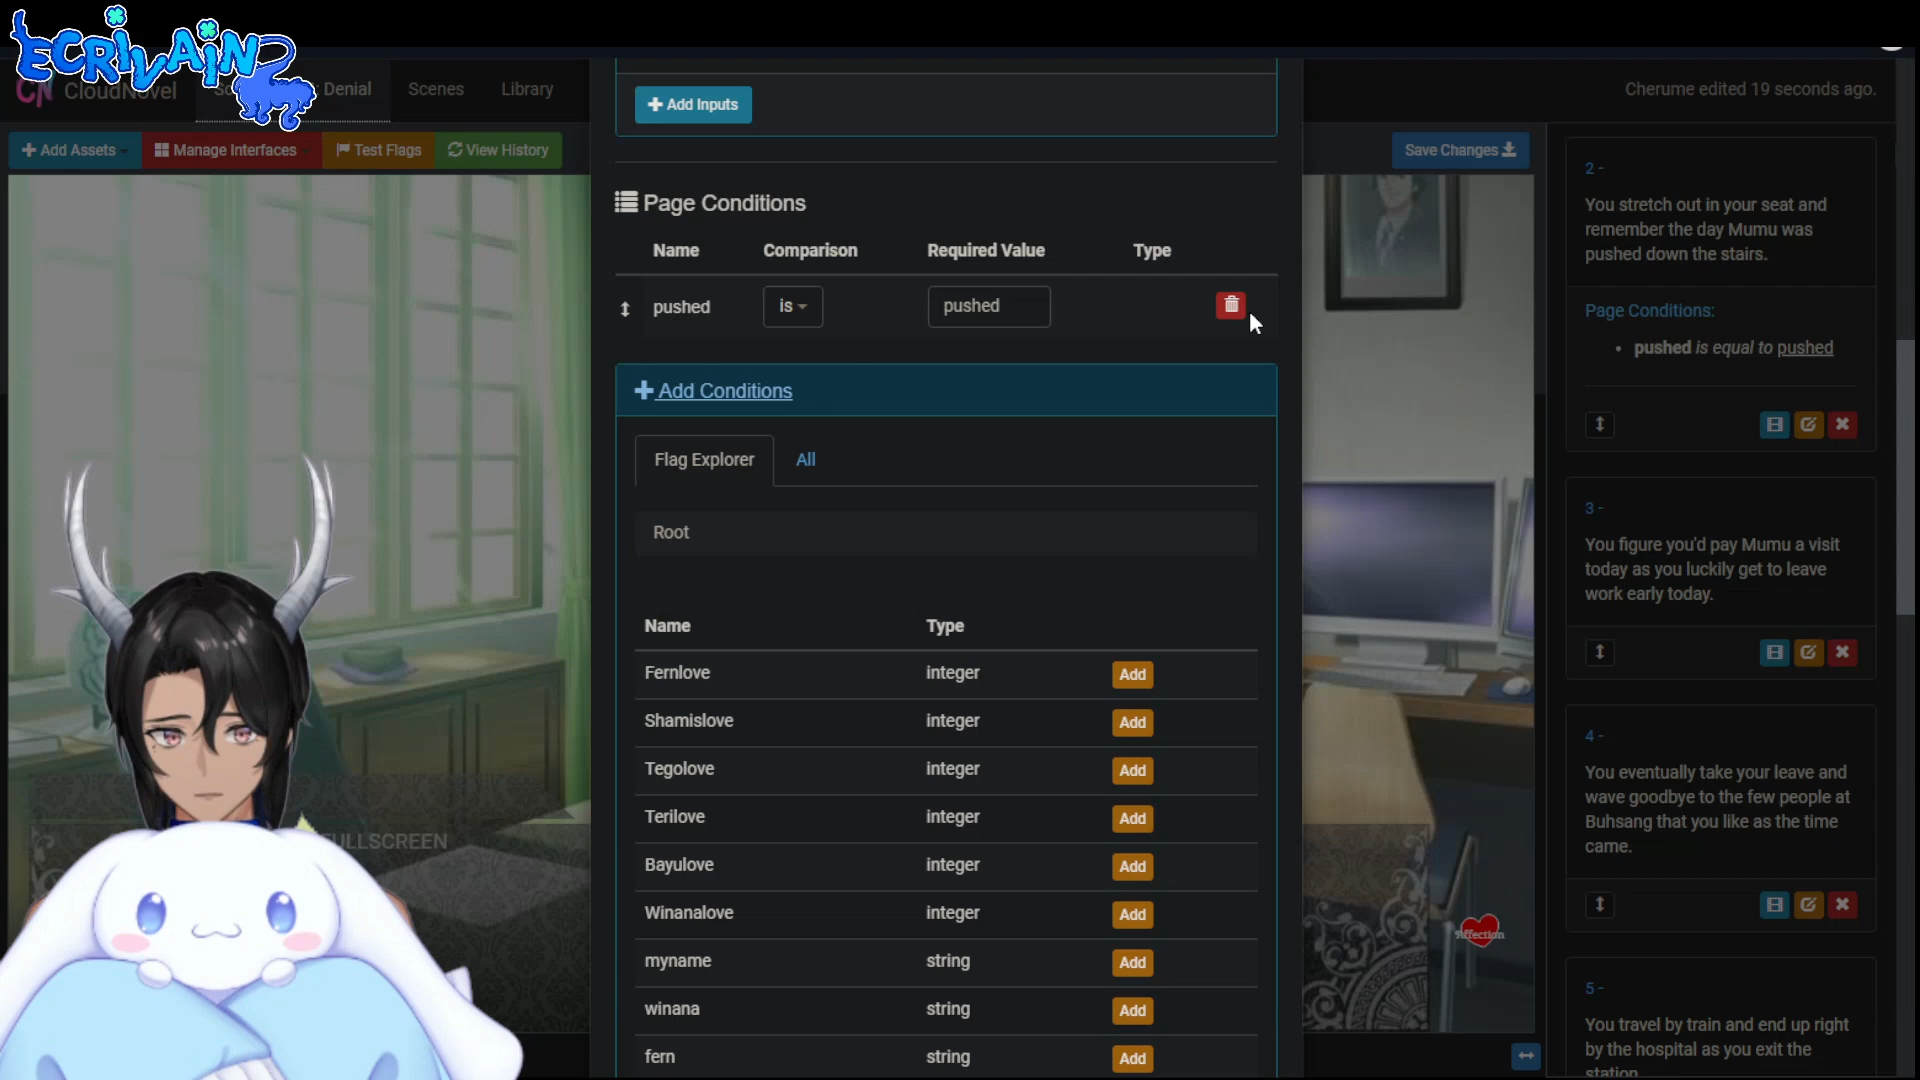 ECRIVAIN
CN CloudNovel
Denial
Scenes
Library
Cherume edited 19 seconds ago.
Add Assets
Manage Interfaces
Test Flags
View History
Save Changes
Add Inputs
Page Conditions
Name Comparison Required Value Type
pushed is pushed
Add Conditions
Flag Explorer All
Root
Name Type
Fernlove integer Add
Shamislove integer Add
Tegolove integer Add
Terilove integer Add
Bayulove integer Add
Winanalove integer Add
myname string Add
winana string Add
fern string Add
ULLSCREEN
Affection
2 -
You stretch out in your seat and
remember the day Mumu was
pushed down the stairs.
Page Conditions:
• pushed is equal to pushed
3 -
You figure you'd pay Mumu a visit
today as you luckily get to leave
work early today.
4 -
You eventually take your leave and
wave goodbye to the few people at
Buhsang that you like as the time
came.
5 -
You travel by train and end up right
by the hospital as you exit the
station